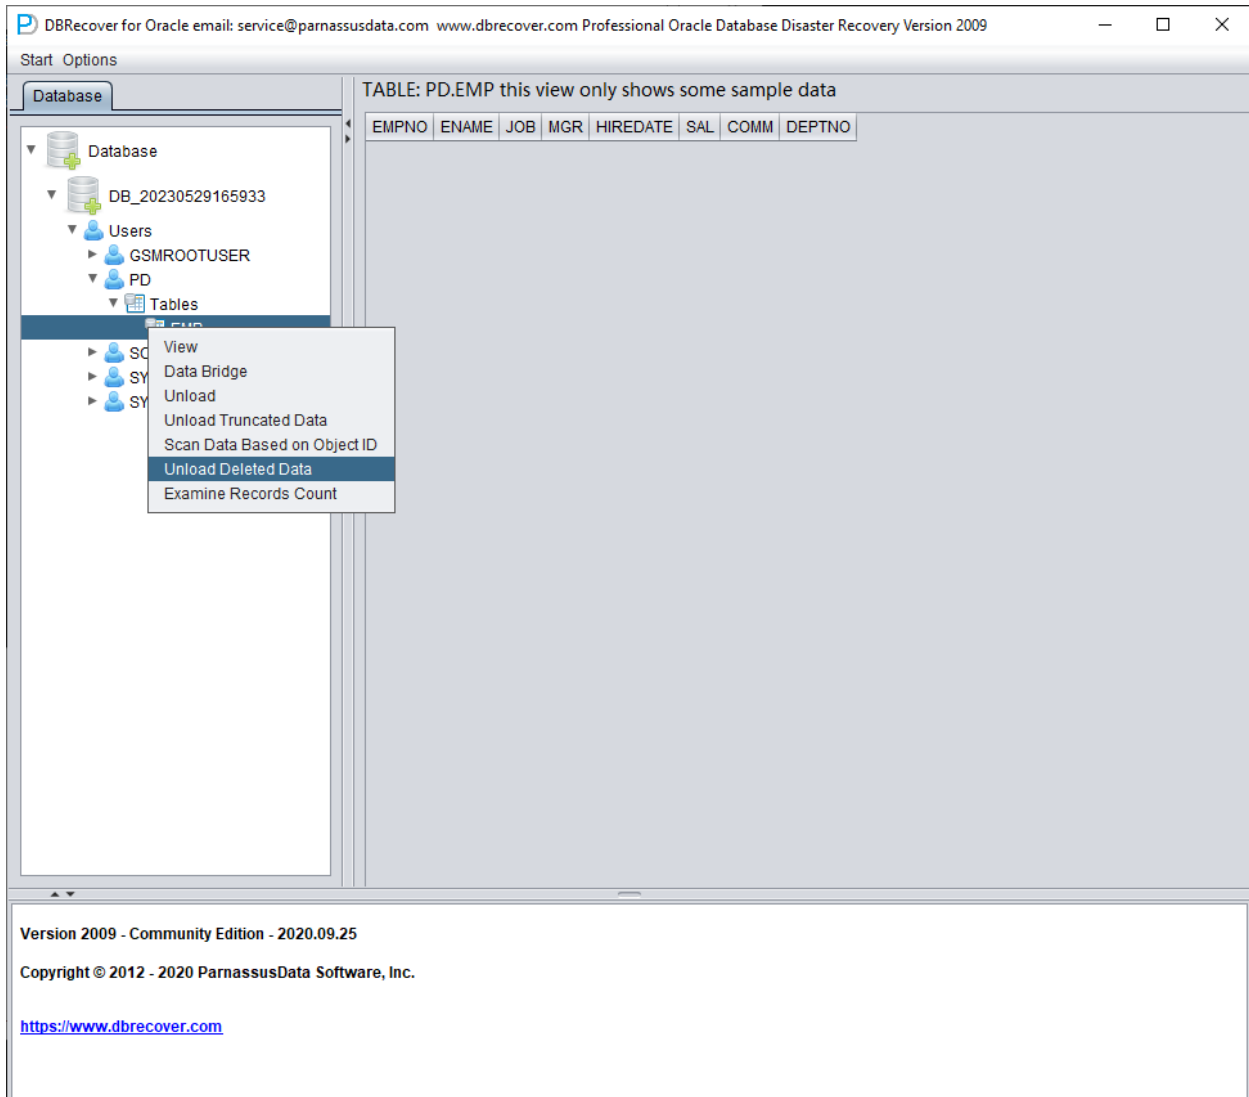 DBRecover for Oracle email: service@parnassusdata.com www.dbrecover.com Professional Oracle Database Disaster Recovery Version 2009
Start Options
Database
TABLE: PD.EMP this view only shows some sample data
EMPNO ENAME JOB MGR HIREDATE SAL COMM DEPTNO
Database
DB_20230529165933
Users
GSMROOTUSER
PD
Tables
EMP
SC
SY
SY
View
Data Bridge
Unload
Unload Truncated Data
Scan Data Based on Object ID
Unload Deleted Data
Examine Records Count
Version 2009 - Community Edition - 2020.09.25
Copyright © 2012 - 2020 ParnassusData Software, Inc.
https://www.dbrecover.com